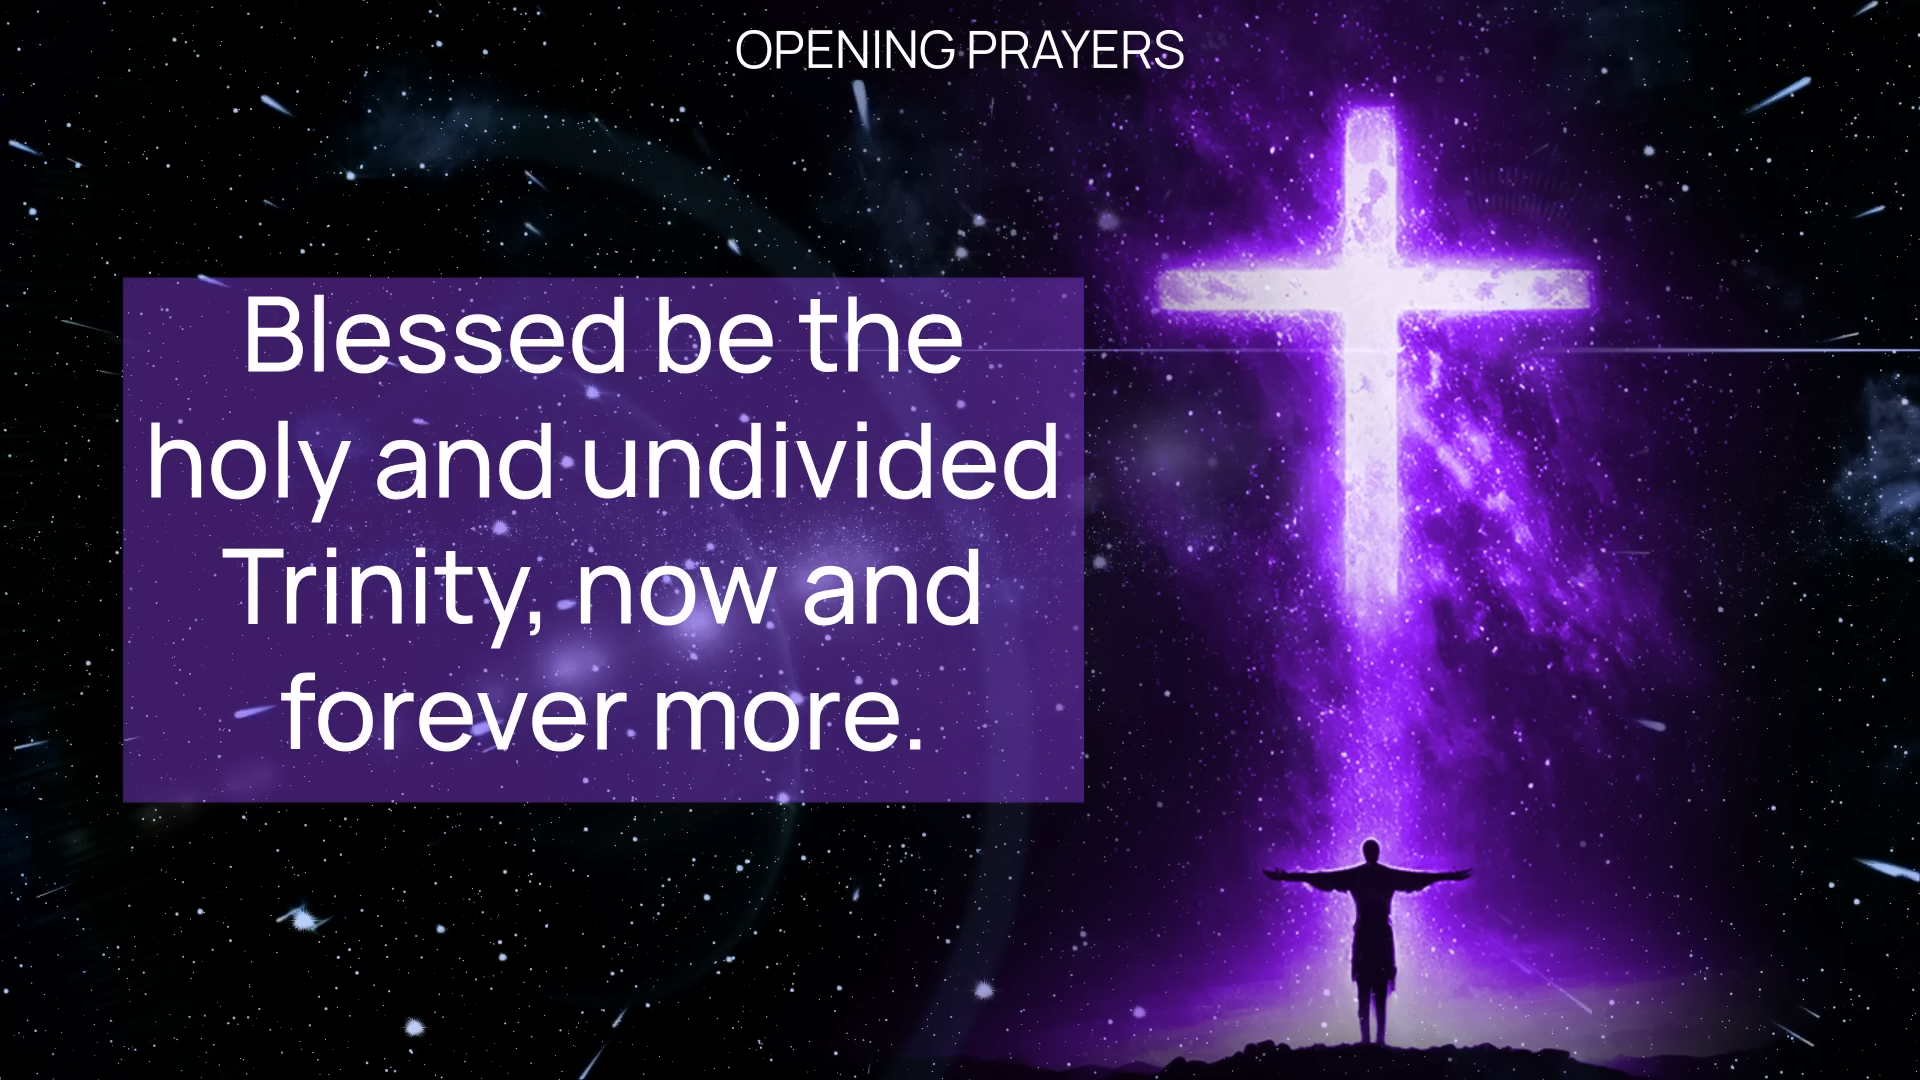 OPENING PRAYERS
Blessed be the
holy and undivided
Trinity, now and
forever more.